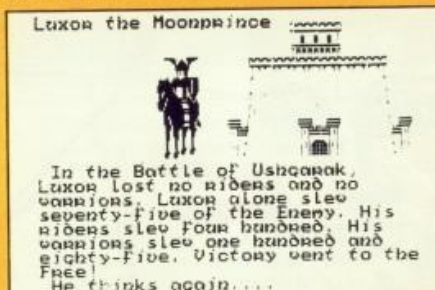 Luxor the Moonprince
In the Battle of Ushgarak,
Luxor lost no riders and no
warriors. Luxor alone slew
seventy-five of the Enemy. His
riders slew four hundred. His
warriors slew one hundred and
eighty-five. Victory went to the
Free!
He thinks again....